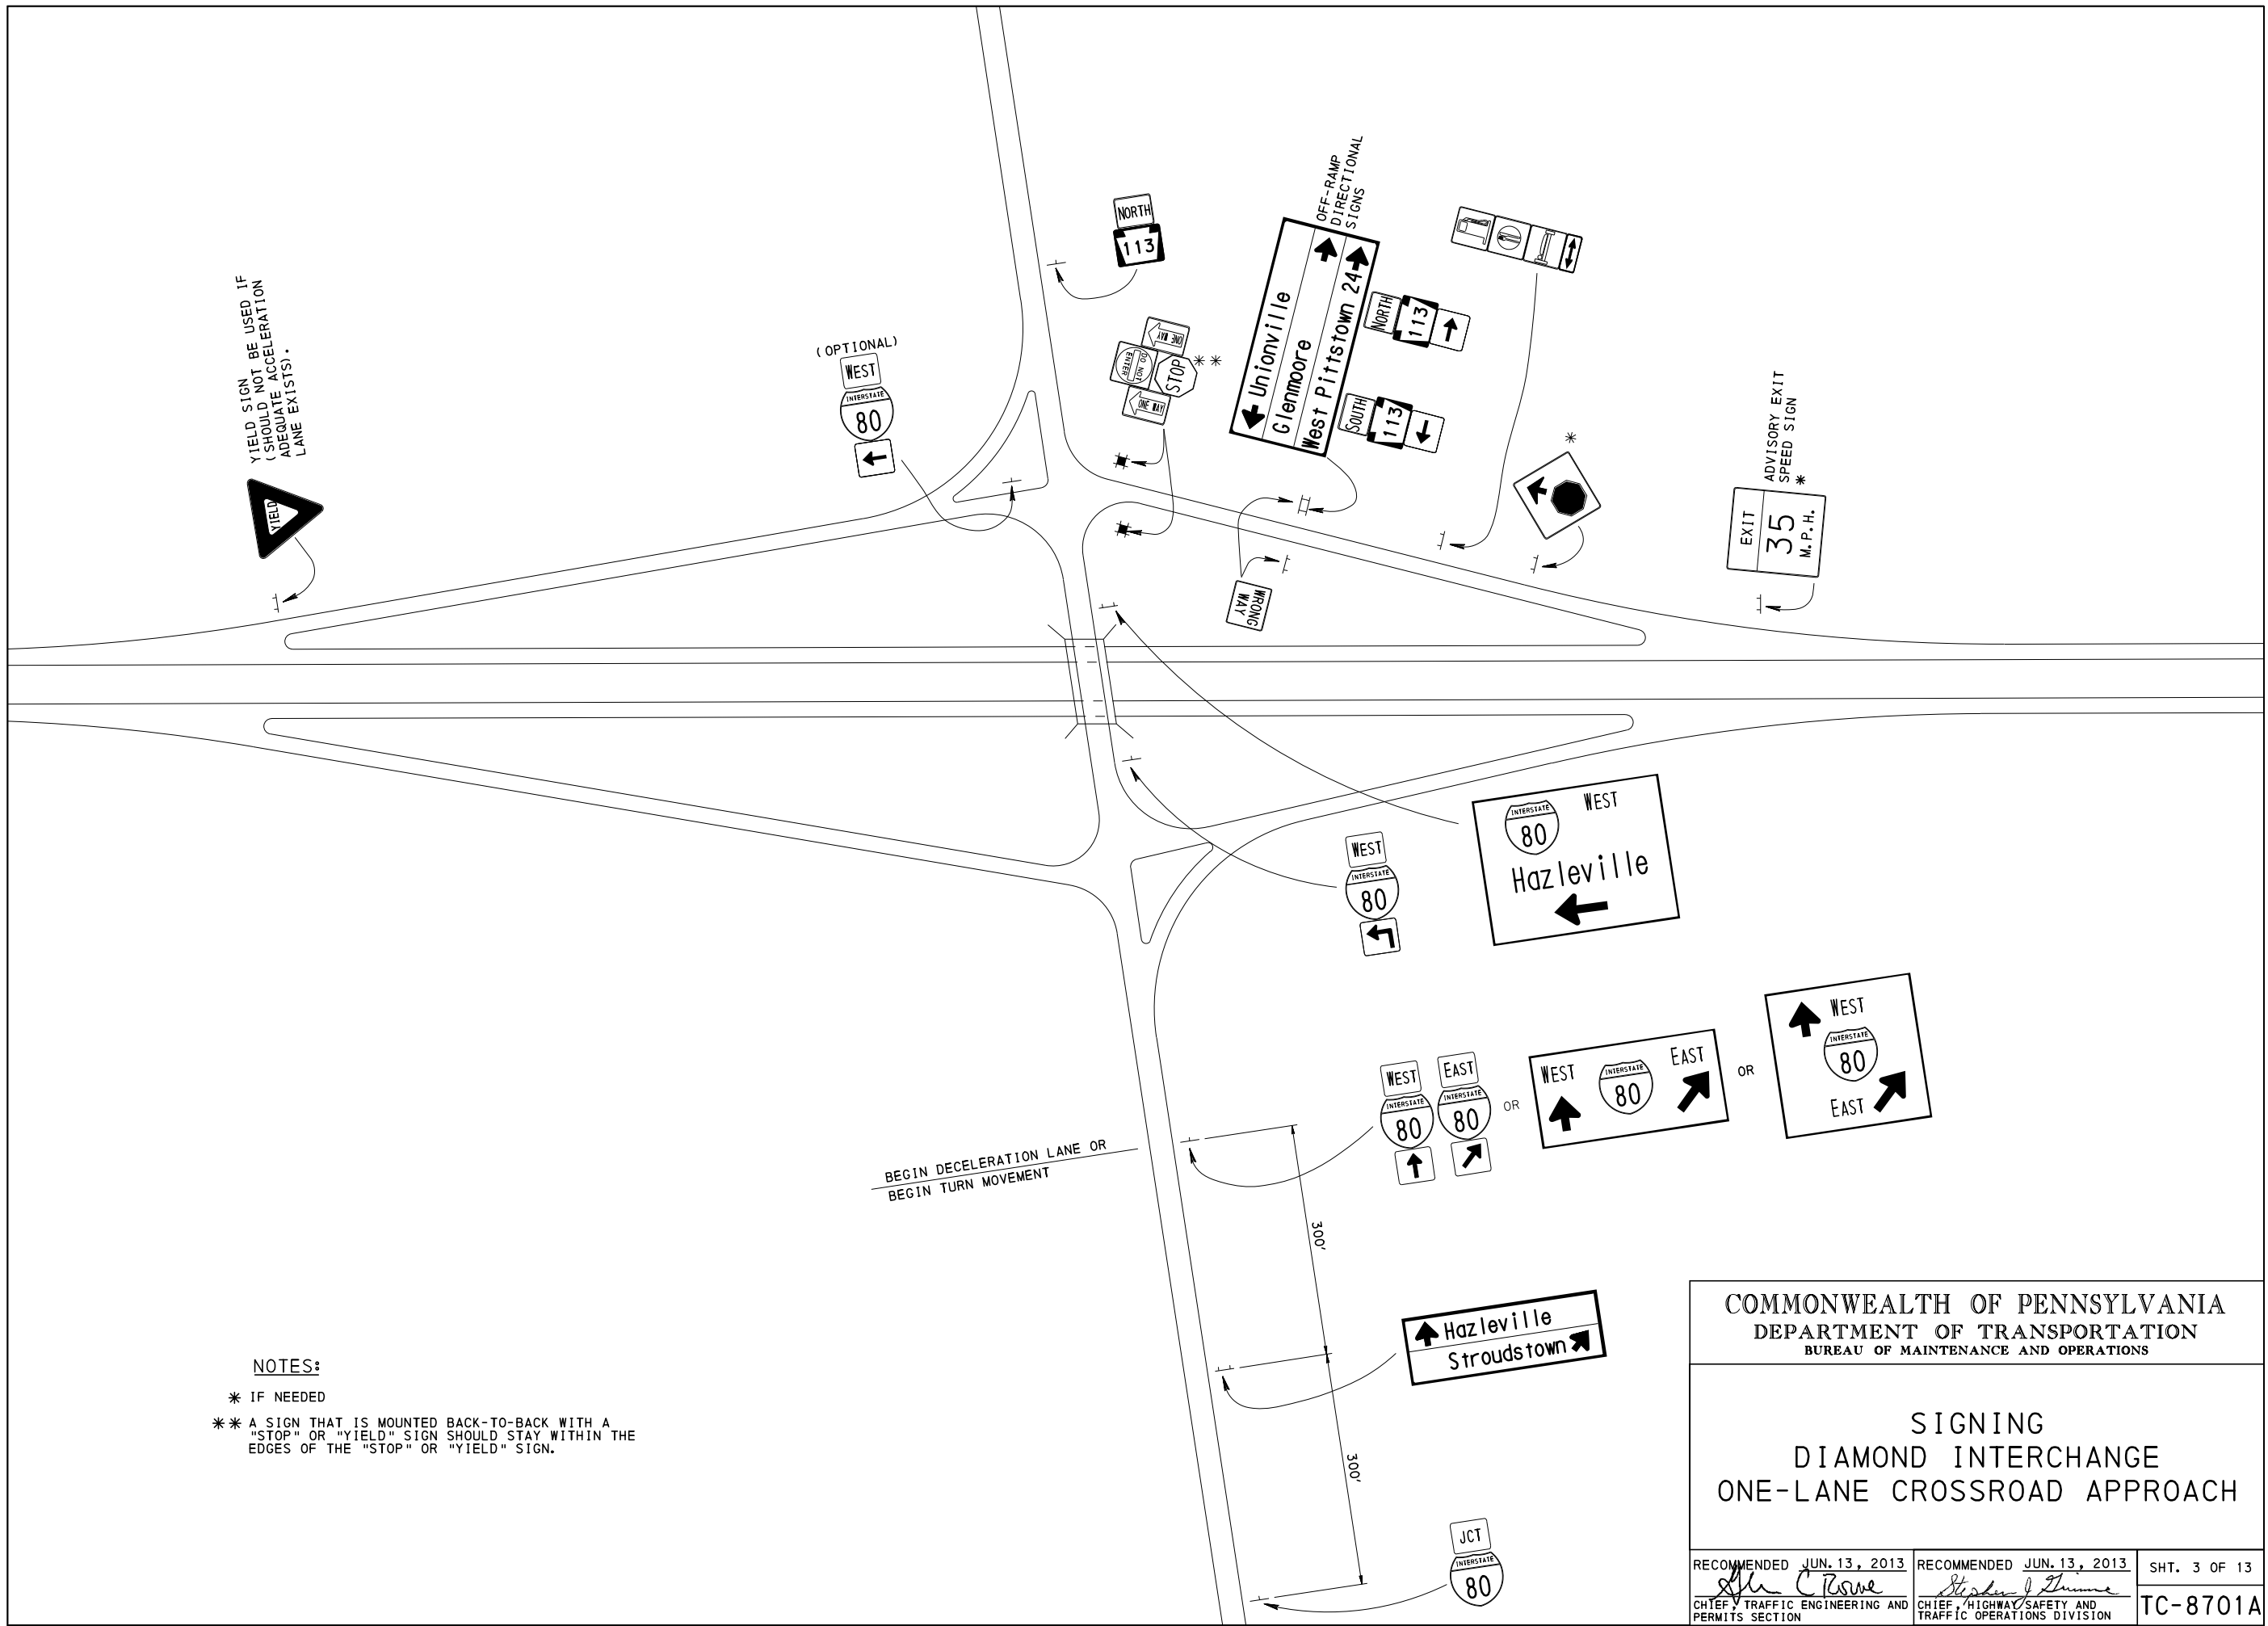 NORTH
113
OFF-RAMP
DIRECTIONAL
SIGNS
Unionville
Glenmoore
West Pittstown 24
NORTH
113
SOUTH
113
ONE WAY
DO NOT
ENTER
STOP
**
ONE WAY
YIELD SIGN
(SHOULD NOT BE USED IF
ADEQUATE ACCELERATION
LANE EXISTS).
YIELD
(OPTIONAL)
WEST
INTERSTATE
80
*
ADVISORY EXIT
SPEED SIGN
*
EXIT
35
M.P.H.
WRONG
WAY
INTERSTATE
80
WEST
Hazleville
WEST
INTERSTATE
80
WEST
INTERSTATE
80
EAST
INTERSTATE
80
OR
WEST
INTERSTATE
80
EAST
OR
WEST
INTERSTATE
80
EAST
BEGIN DECELERATION LANE OR
BEGIN TURN MOVEMENT
300'
Hazleville
Stroudstown
300'
JCT
INTERSTATE
80
NOTES:
* IF NEEDED
** A SIGN THAT IS MOUNTED BACK-TO-BACK WITH A
"STOP" OR "YIELD" SIGN SHOULD STAY WITHIN THE
EDGES OF THE "STOP" OR "YIELD" SIGN.
COMMONWEALTH OF PENNSYLVANIA
DEPARTMENT OF TRANSPORTATION
BUREAU OF MAINTENANCE AND OPERATIONS
SIGNING
DIAMOND INTERCHANGE
ONE-LANE CROSSROAD APPROACH
RECOMMENDED JUN. 13, 2013
CHIEF, TRAFFIC ENGINEERING AND
PERMITS SECTION
RECOMMENDED JUN. 13, 2013
CHIEF, HIGHWAY SAFETY AND
TRAFFIC OPERATIONS DIVISION
SHT. 3 OF 13
TC-8701A